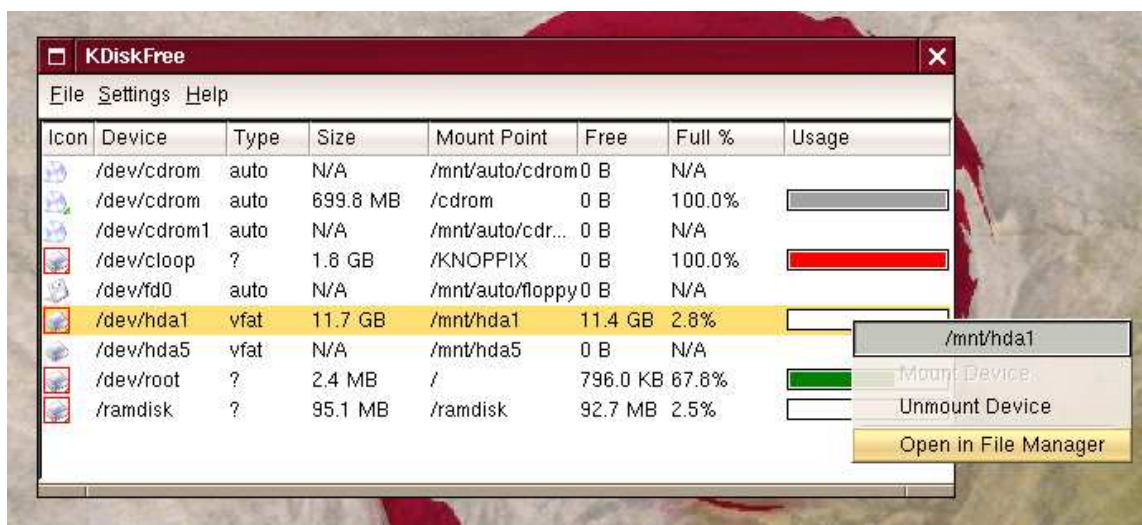 KDiskFree
File Settings Help
Icon Device Type Size Mount Point Free Full % Usage
/dev/cdrom auto N/A /mnt/auto/cdrom 0 B N/A
/dev/cdrom auto 699.8 MB /cdrom 0 B 100.0%
/dev/cdrom1 auto N/A /mnt/auto/cdr... 0 B N/A
/dev/cloop ? 1.8 GB /KNOPPIX 0 B 100.0%
/dev/fd0 auto N/A /mnt/auto/floppy 0 B N/A
/dev/hda1 vfat 11.7 GB /mnt/hda1 11.4 GB 2.8%
/mnt/hda1
/dev/hda5 vfat N/A /mnt/hda5 0 B N/A
/dev/root ? 2.4 MB / 796.0 KB 67.8%
Mount Device
/ramdisk ? 95.1 MB /ramdisk 92.7 MB 2.5%
Unmount Device
Open in File Manager